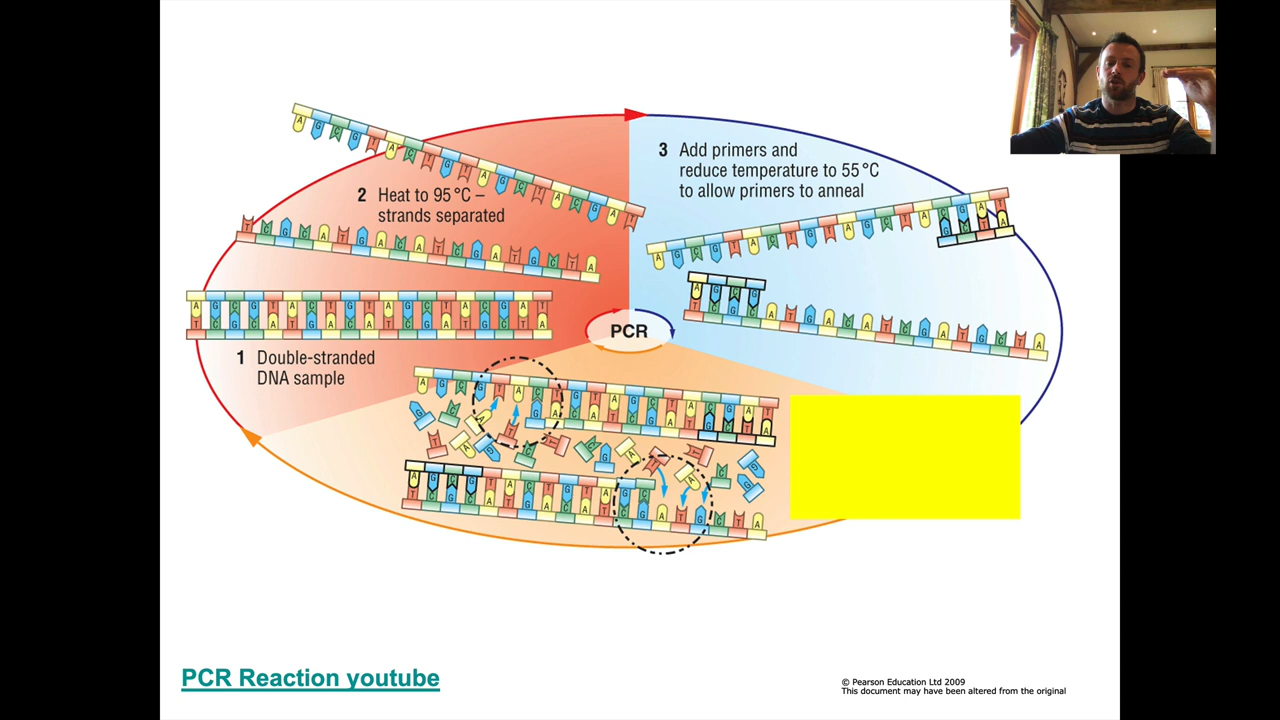 2 Heat to 95 °C –
strands separated
3 Add primers and
reduce temperature to 55 °C
to allow primers to anneal
PCR
1 Double-stranded
DNA sample
PCR Reaction youtube
© Pearson Education Ltd 2009
This document may have been altered from the original